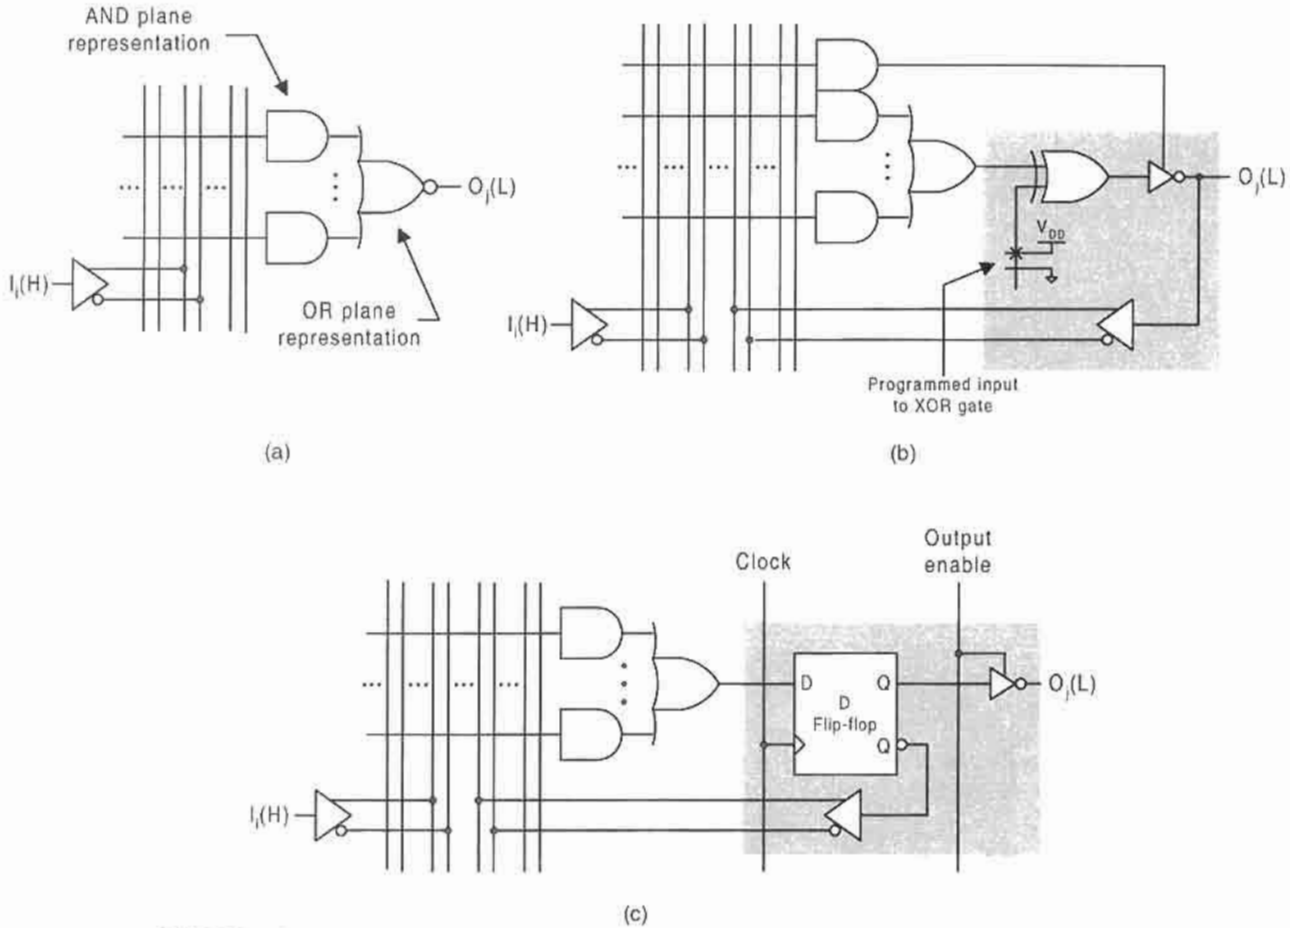 AND plane
representation
O_j(L)
I_i(H)
OR plane
representation
(a)
O_j(L)
V_DD
I_i(H)
Programmed input
to XOR gate
(b)
Clock
Output
enable
D
Q
D
Flip-flop
Q
O_j(L)
I_i(H)
(c)